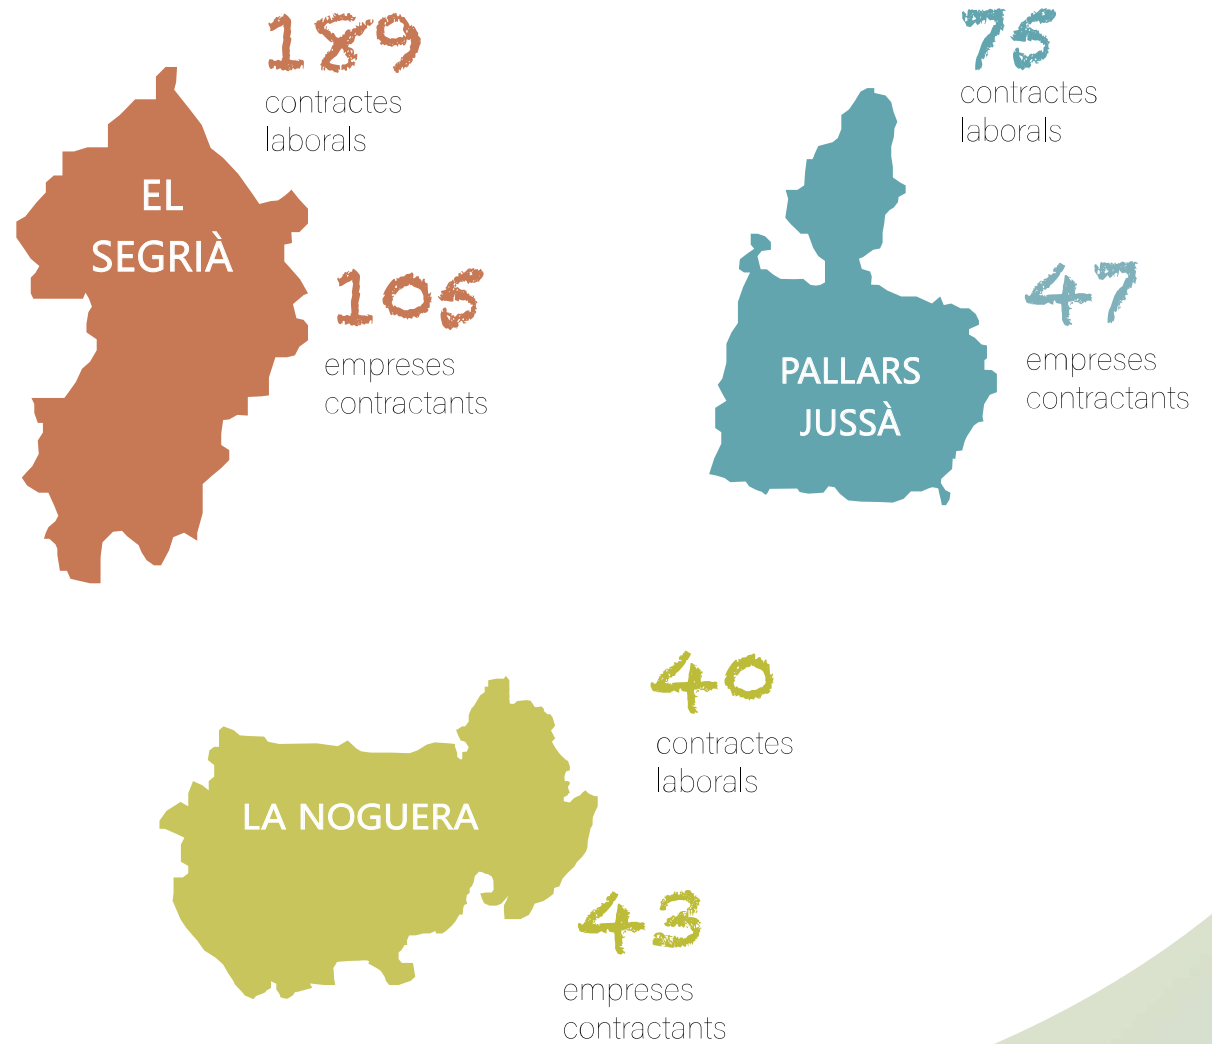 189
contractes
laborals
EL
SEGRIÀ
105
empreses
contractants
75
contractes
laborals
47
empreses
contractants
PALLARS
JUSSÀ
40
contractes
laborals
LA NOGUERA
43
empreses
contractants